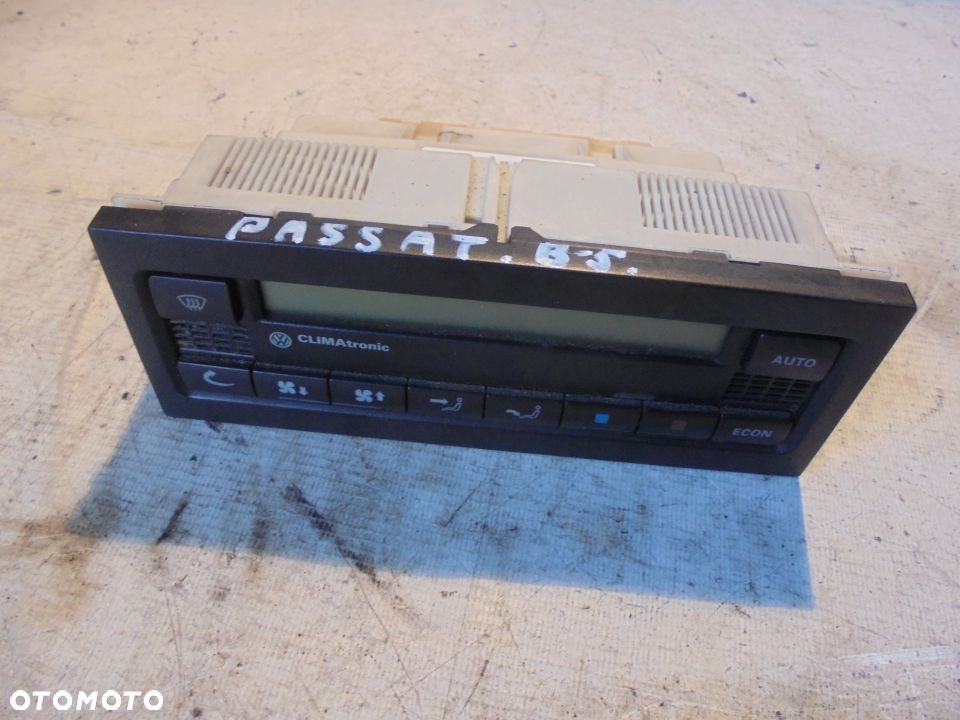 PASSAT. B5.
CLIMAtronic
AUTO
ECON
OTOMOTO